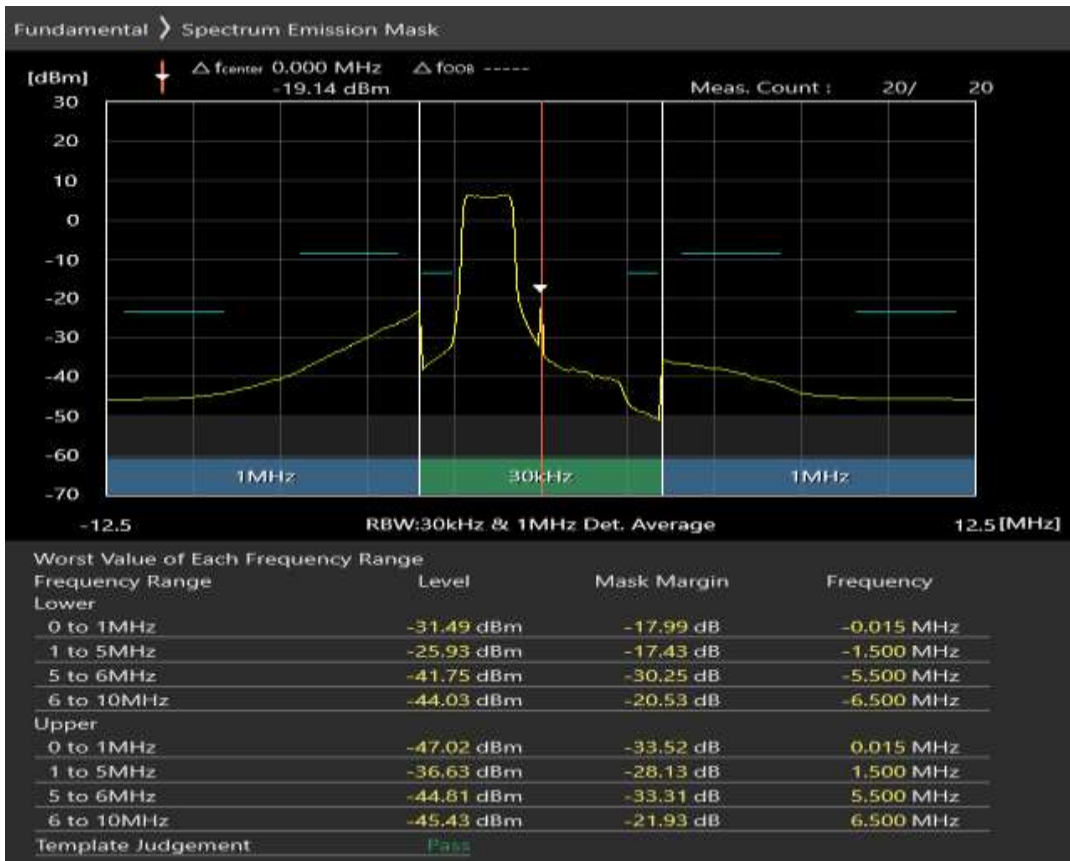 Fundamental 〉 Spectrum Emission Mask
△ fcenter 0.000 MHz △ fOOB -----
[dBm] -19.14 dBm Meas. Count : 20/ 20
30
20
10
0
-10
-20
-30
-40
-50
-60
1MHz 30kHz 1MHz
-70
-12.5 RBW:30kHz & 1MHz Det. Average 12.5 [MHz]
Worst Value of Each Frequency Range
Frequency Range Level Mask Margin Frequency
Lower
0 to 1MHz -31.49 dBm -17.99 dB -0.015 MHz
1 to 5MHz -25.93 dBm -17.43 dB -1.500 MHz
5 to 6MHz -41.75 dBm -30.25 dB -5.500 MHz
6 to 10MHz -44.03 dBm -20.53 dB -6.500 MHz
Upper
0 to 1MHz -47.02 dBm -33.52 dB 0.015 MHz
1 to 5MHz -36.63 dBm -28.13 dB 1.500 MHz
5 to 6MHz -44.81 dBm -33.31 dB 5.500 MHz
6 to 10MHz -45.43 dBm -21.93 dB 6.500 MHz
Template Judgement Pass